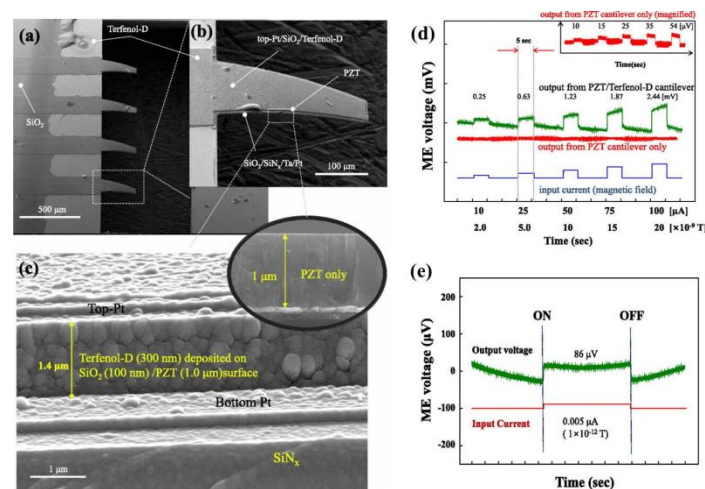 (a)
Terfenol-D
SiO₂
500 μm
(b)
top-Pt/SiO₂/Terfenol-D
PZT
SiO₂/SiNₓ/Ta/Pt
100 μm
(c)
1 μm
PZT only
Top-Pt
1.4 μm
Terfenol-D (300 nm) deposited on
SiO₂ (100 nm) /PZT (1.0 μm)surface
Bottom Pt
SiNₓ
1 μm
(d)
output from PZT cantilever only (magnified)
10 15 25 35 54 [μV]
Time(sec)
5 sec
output from PZT/Terfenol-D cantilever
0.25 0.63 1.23 1.87 2.44 [mV]
output from PZT cantilever only
input current (magnetic field)
ME voltage (mV)
40
30
20
10
0
10 25 50 75 100 [μA]
2.0 5.0 10 15 20 [×10⁻⁹ T]
Time (sec)
(e)
ME voltage (μV)
200
100
0
-100
-200
ON OFF
Output voltage
86 μV
Input Current
0.005 μA
( 1×10⁻¹² T)
Time (sec)